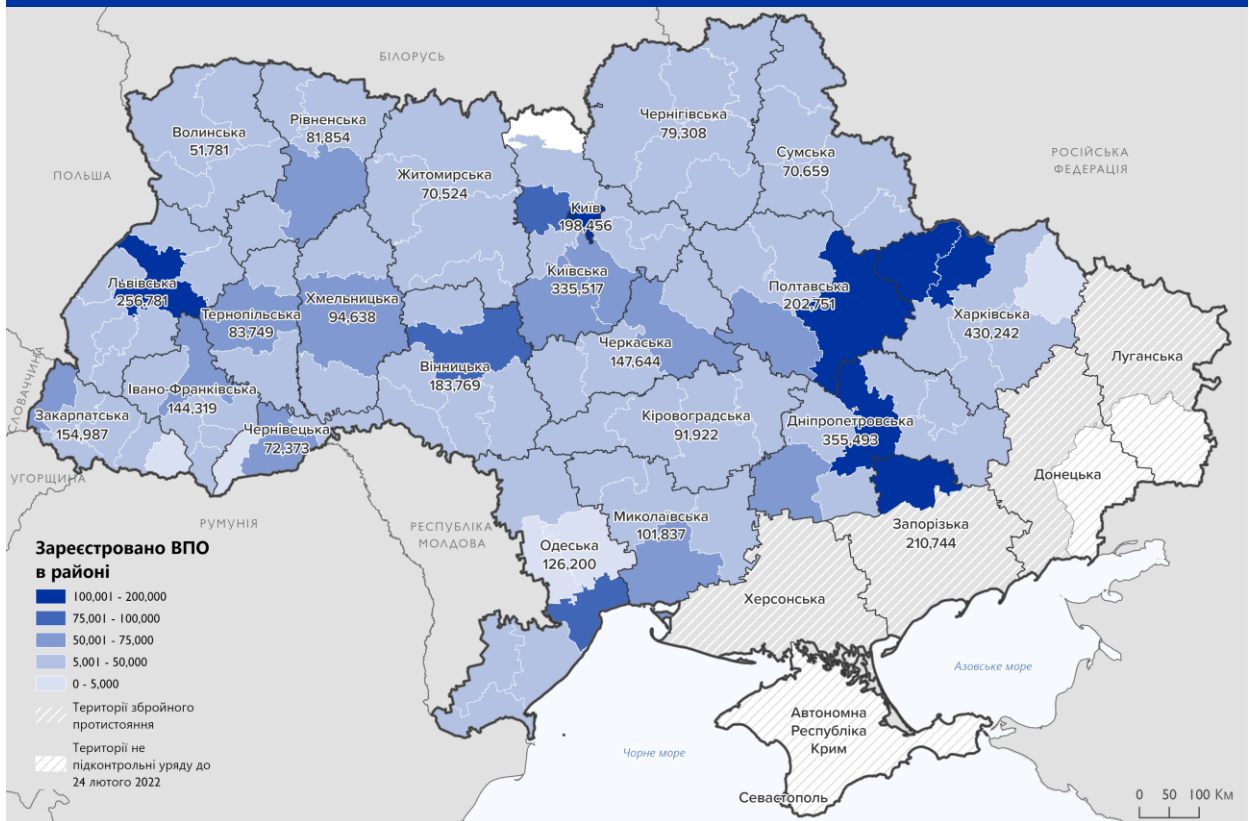 БІЛОРУСЬ
Чернігівська
79,308
Рівненська
81,854
Волинська
51,781
Сумська
70,659
РОСІЙСЬКА
ФЕДЕРАЦІЯ
ПОЛЬЩА
Житомирська
70,524
Київ
198,456
Київська
335,517
Львівська
256,781
Полтавська
202,751
Хмельницька
94,638
Тернопільська
83,749
Харківська
430,242
Черкаська
147,644
Луганська
Вінницька
183,769
СЛОВАЧЧИНА
Івано-Франківська
144,319
Закарпатська
154,987
Кіровоградська
91,922
Дніпропетровська
355,493
Чернівецька
72,373
УГОРЩИНА
Донецька
РУМУНІЯ
РЕСПУБЛІКА
МОЛДОВА
Миколаївська
101,837
Запорізька
210,744
Одеська
126,200
Херсонська
Азовське море
Автономна
Республіка
Крим
Чорне море
Севастополь
Зареєстровано ВПО
в районі
100,001 - 200,000
75,001 - 100,000
50,001 - 75,000
5,001 - 50,000
0 - 5,000
Території збройного
протистояння
Території не
підконтрольні уряду до
24 лютого 2022
0 50 100 Км